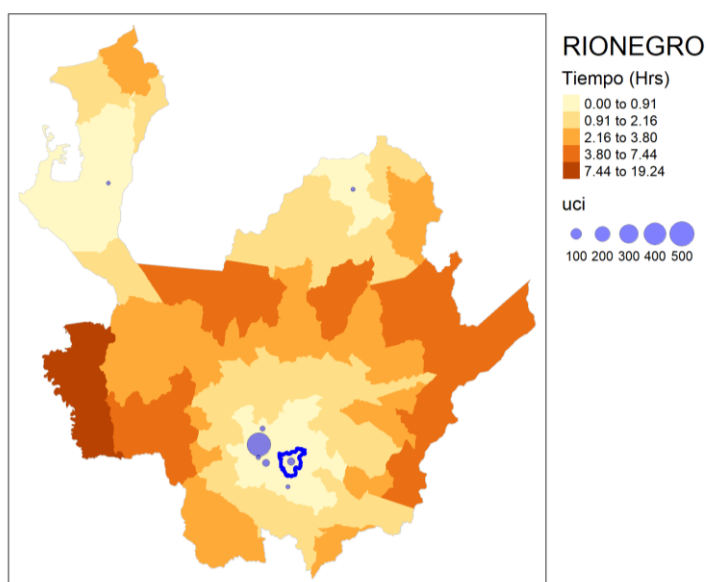 RIONEGRO
Tiempo (Hrs)
0.00 to 0.91
0.91 to 2.16
2.16 to 3.80
3.80 to 7.44
7.44 to 19.24
uci
100 200 300 400 500